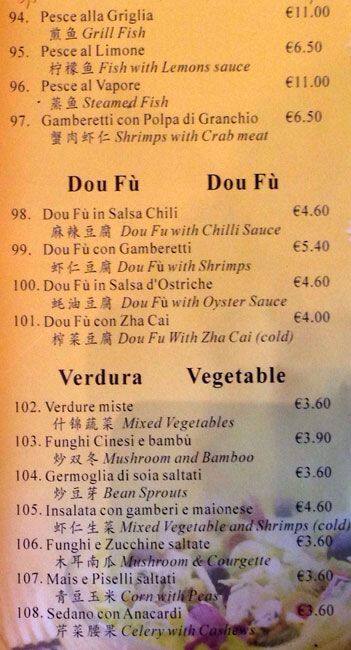 94. Pesce alla Griglia €11.00
煎鱼 Grill Fish
95. Pesce al Limone €6.50
柠檬鱼 Fish with Lemons sauce
96. Pesce al Vapore €11.00
蒸鱼 Steamed Fish
97. Gamberetti con Polpa di Granchio €6.50
蟹肉虾仁 Shrimps with Crab meat
Dou Fù Dou Fù
98. Dou Fù in Salsa Chili €4.60
麻辣豆腐 Dou Fu with Chilli Sauce
99. Dou Fù con Gamberetti €5.40
虾仁豆腐 Dou Fù with Shrimps
100. Dou Fù in Salsa d'Ostriche €4.60
蚝油豆腐 Dou Fù with Oyster Sauce
101. Dou Fù con Zha Cai €4.00
榨菜豆腐 Dou Fu With Zha Cai (cold)
Verdura Vegetable
102. Verdure miste €3.60
什锦蔬菜 Mixed Vegetables
103. Funghi Cinesi e bambù €3.90
炒双冬 Mushroom and Bamboo
104. Germoglia di soia saltati €3.60
炒豆芽 Bean Sprouts
105. Insalata con gamberi e maionese €4.60
虾仁生菜 Mixed Vegetable and Shrimps (cold)
106. Funghi e Zucchine saltate €3.60
木耳南瓜 Mushroom & Courgette
107. Mais e Piselli saltati €3.60
青豆玉米 Corn with Peas
108. Sedano con Anacardi €3.60
芹菜腰果 Celery with Cashews